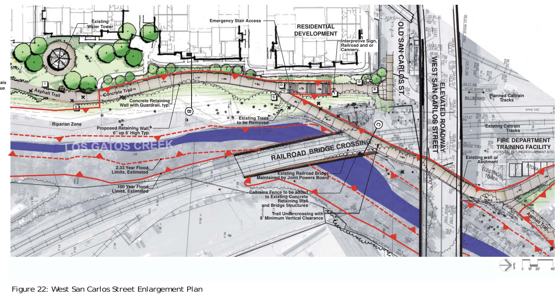 Existing
Water Tower
Emergency Stair Access
RESIDENTIAL
DEVELOPMENT
Interpretive Sign,
Railroad and or
Cannery
OLD SAN CARLOS ST.
WEST SAN CARLOS STREET
ELEVATED ROADWAY
Planned Caltrain
Tracks
Existing Caltrain
Tracks
FIRE DEPARTMENT
TRAINING FACILITY
Existing wall or
Asphalt Trail
Concrete Trail
Concrete Retaining
Wall with Guardrail, typ.
Riparian Zone
Proposed Retaining Wall,
6" up 8' High Typ.
Existing Trees
to be Removed
LOS GATOS CREEK
RAILROAD BRIDGE CROSSING
2.33 Year Flood
Limits, Estimated
100 Year Flood
Limits, Estimated
Existing Railroad Bridge
Maintained by Joint Powers Board
Caltrans Fence to be added
to Existing Concrete
Retaining Wall
and Bridge Structures
Trail Undercrossing with
8' Minimum Vertical Clearance
Figure 22: West San Carlos Street Enlargement Plan